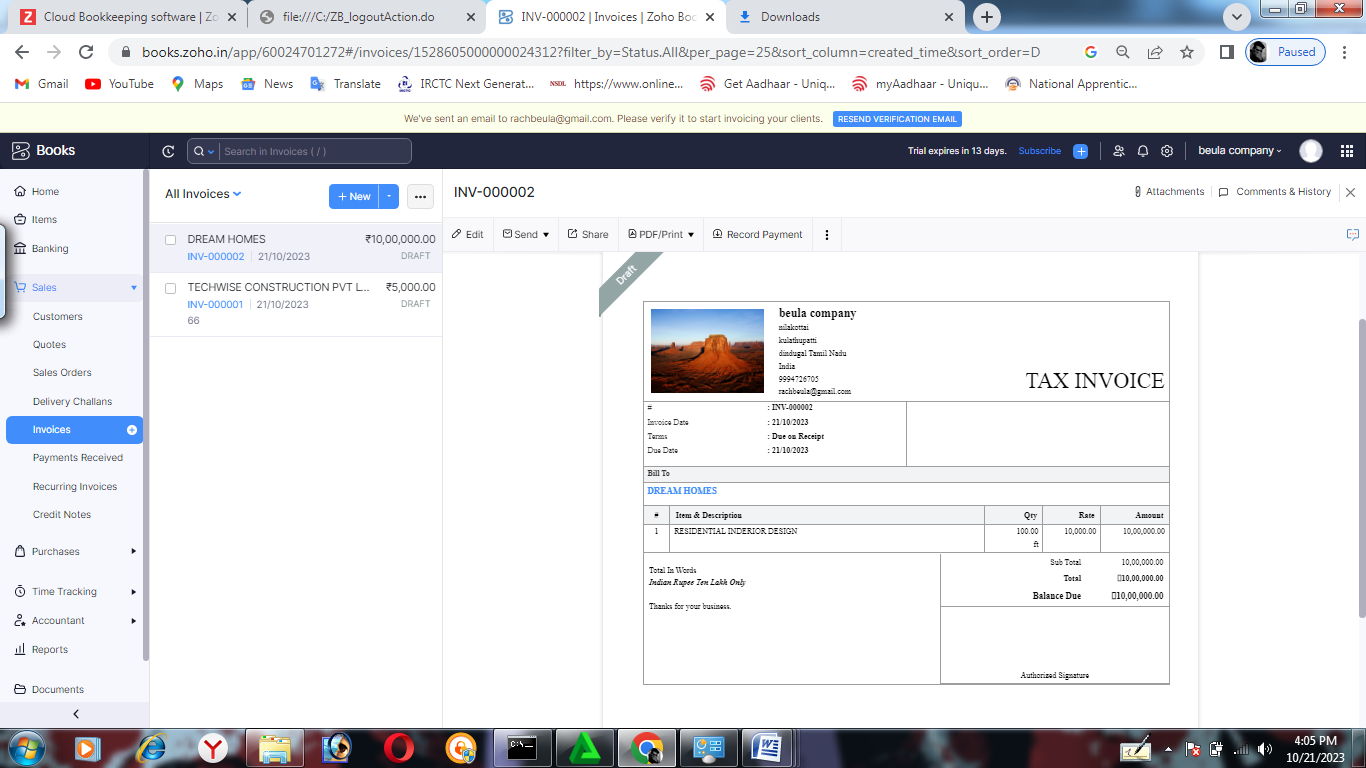 Cloud Bookkeeping software | Zo
file:///C:/ZB_logoutAction.do
INV-000002 | Invoices | Zoho Boo
Downloads
books.zoho.in/app/60024701272#/invoices/1528605000000024312?filter_by=Status.All&per_page=25&sort_column=created_time&sort_order=D
Paused
Gmail
YouTube
Maps
News
Translate
IRCTC Next Generat...
NSDL https://www.online...
Get Aadhaar - Uniq...
myAadhaar - Uniqu...
National Apprentic...
We've sent an email to rachbeula@gmail.com. Please verify it to start invoicing your clients. RESEND VERIFICATION EMAIL
Books
Search in Invoices ( / )
Trial expires in 13 days. Subscribe
beula company
Home
Items
Banking
Sales
Customers
Quotes
Sales Orders
Delivery Challans
Invoices
Payments Received
Recurring Invoices
Credit Notes
Purchases
Time Tracking
Accountant
Reports
Documents
All Invoices
+ New
DREAM HOMES ₹10,00,000.00
INV-000002 | 21/10/2023 DRAFT
TECHWISE CONSTRUCTION PVT L... ₹5,000.00
INV-000001 | 21/10/2023 DRAFT
66
INV-000002
Attachments
Comments & History
Edit
Send
Share
PDF/Print
Record Payment
Draft
beula company
nilakottai
kulathupatti
dindugal Tamil Nadu
India
9994726705
rachbeula@gmail.com
TAX INVOICE
# : INV-000002
Invoice Date : 21/10/2023
Terms : Due on Receipt
Due Date : 21/10/2023
Bill To
DREAM HOMES
# Item & Description Qty Rate Amount
1 RESIDENTIAL INDERIOR DESIGN 100.00 10,000.00 10,00,000.00
ft
Sub Total 10,00,000.00
Total 10,00,000.00
Balance Due 10,00,000.00
Total In Words
Indian Rupee Ten Lakh Only
Thanks for your business.
Authorized Signature
4:05 PM
10/21/2023